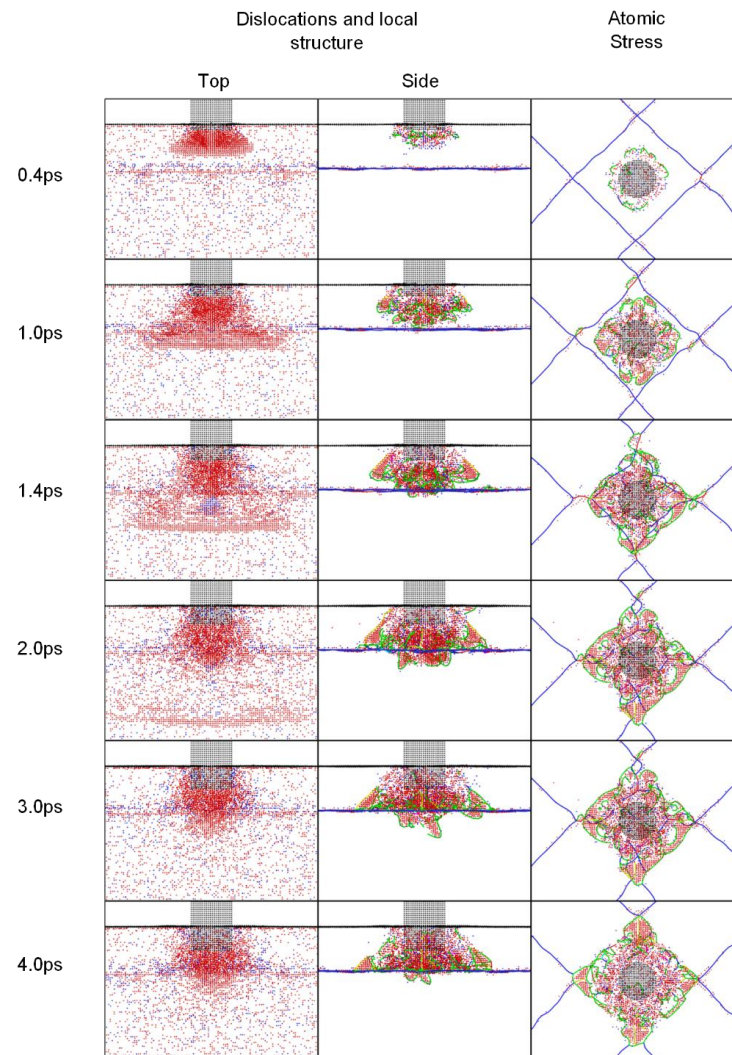 Dislocations and local
structure
Atomic
Stress
Top
Side
0.4ps
1.0ps
1.4ps
2.0ps
3.0ps
4.0ps